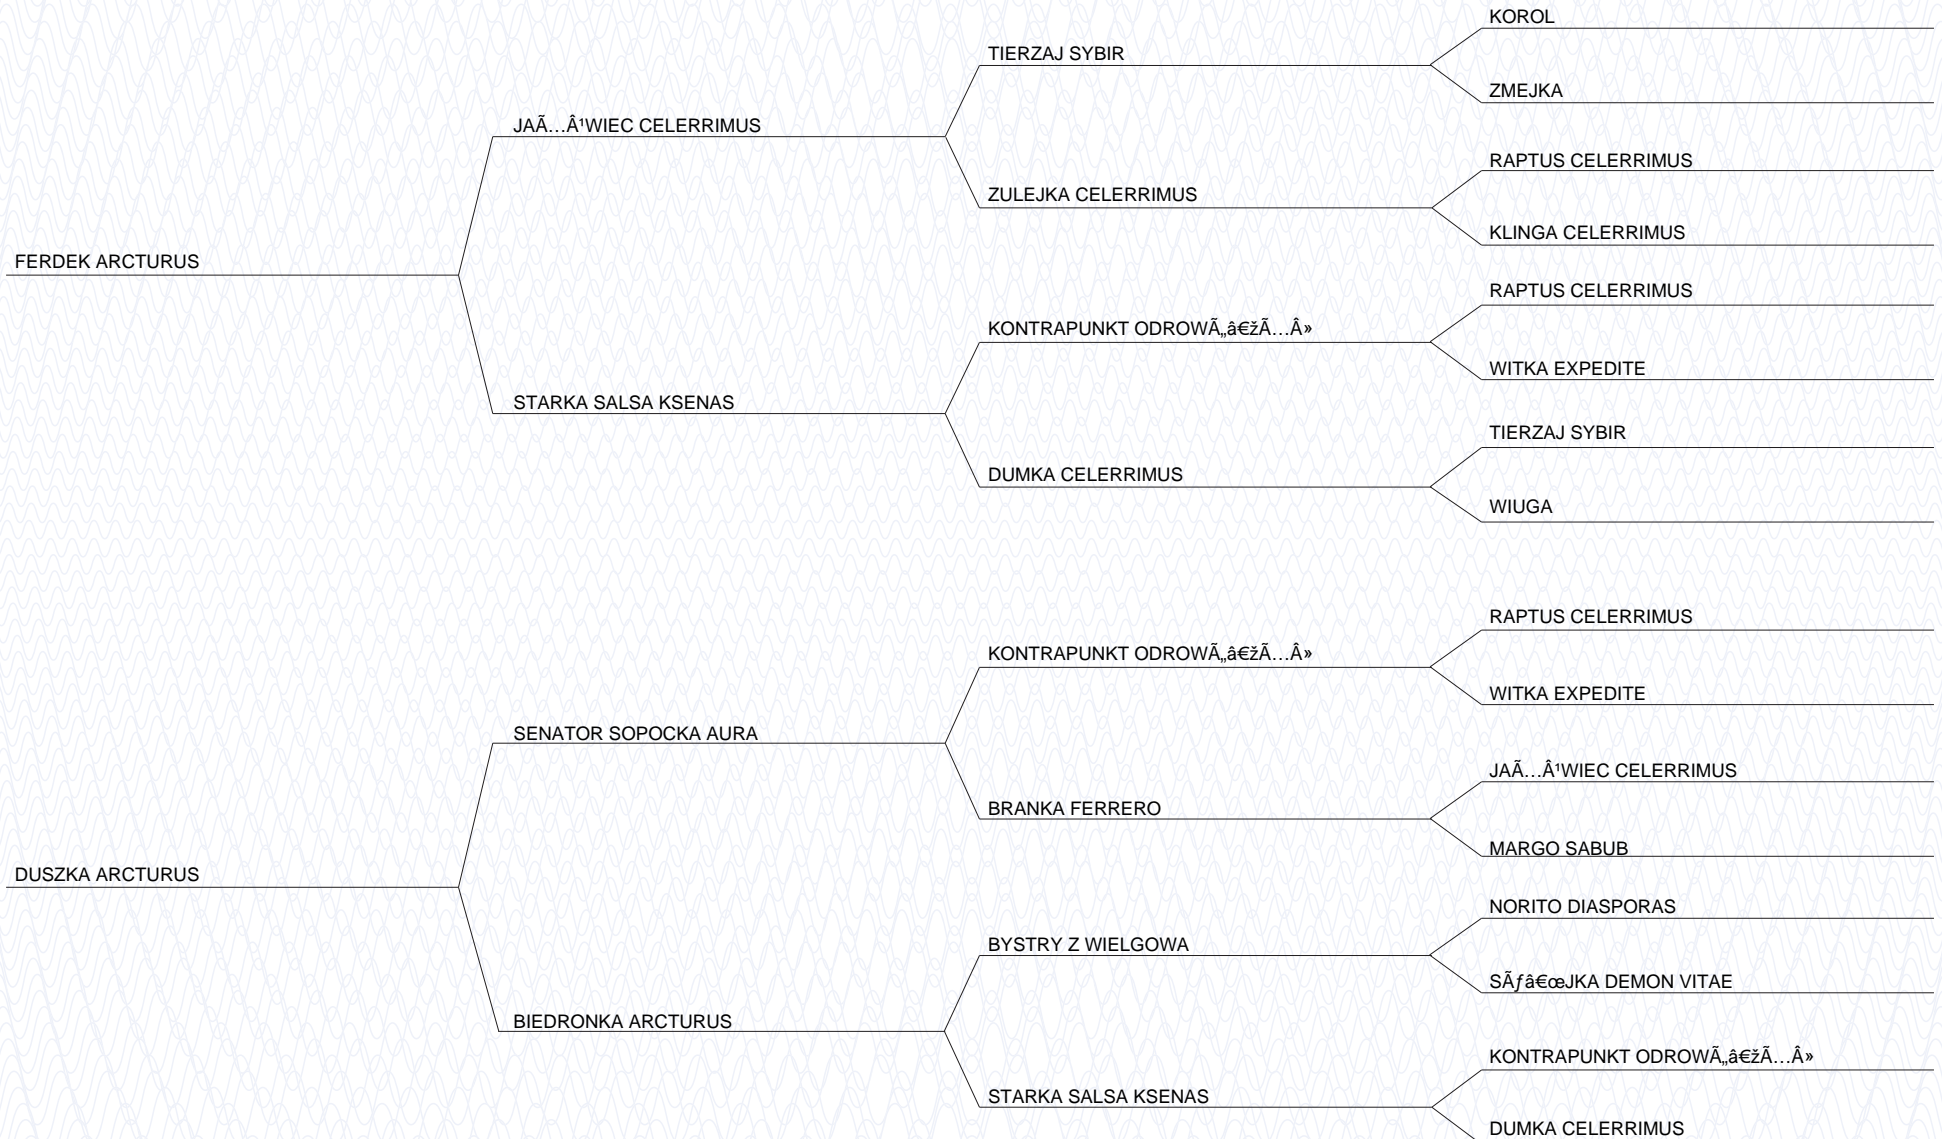 KOROL
TIERZAJ SYBIR
ZMEJKA
JAÃ…Â¹WIEC CELERRIMUS
RAPTUS CELERRIMUS
ZULEJKA CELERRIMUS
KLINGA CELERRIMUS
FERDEK ARCTURUS
RAPTUS CELERRIMUS
KONTRAPUNKT ODROWÃ„â€žÃ…Â»
WITKA EXPEDITE
STARKA SALSA KSENAS
TIERZAJ SYBIR
DUMKA CELERRIMUS
WIUGA
RAPTUS CELERRIMUS
KONTRAPUNKT ODROWÃ„â€žÃ…Â»
WITKA EXPEDITE
SENATOR SOPOCKA AURA
JAÃ…Â¹WIEC CELERRIMUS
BRANKA FERRERO
MARGO SABUB
DUSZKA ARCTURUS
NORITO DIASPORAS
BYSTRY Z WIELGOWA
SÃƒâ€œJKA DEMON VITAE
BIEDRONKA ARCTURUS
KONTRAPUNKT ODROWÃ„â€žÃ…Â»
STARKA SALSA KSENAS
DUMKA CELERRIMUS